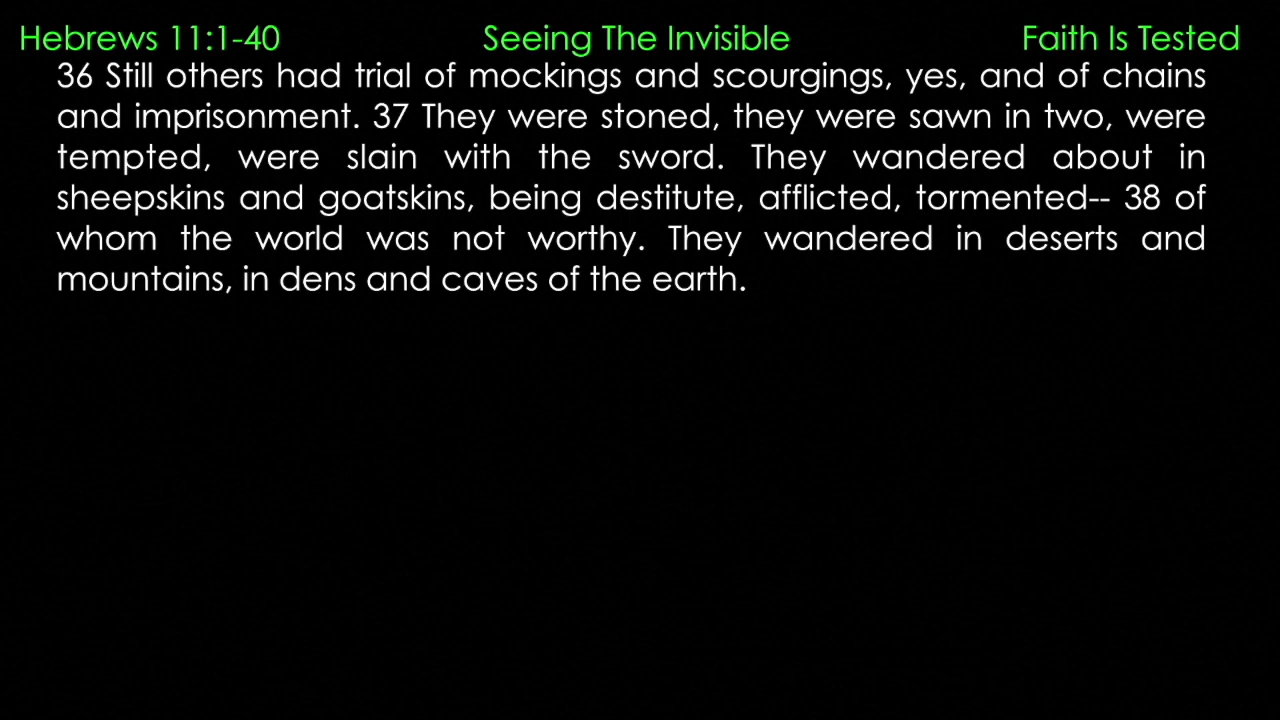 Hebrews 11:1-40 Seeing The Invisible Faith Is Tested
36 Still others had trial of mockings and scourgings, yes, and of chains
and imprisonment. 37 They were stoned, they were sawn in two, were
tempted, were slain with the sword. They wandered about in
sheepskins and goatskins, being destitute, afflicted, tormented-- 38 of
whom the world was not worthy. They wandered in deserts and
mountains, in dens and caves of the earth.